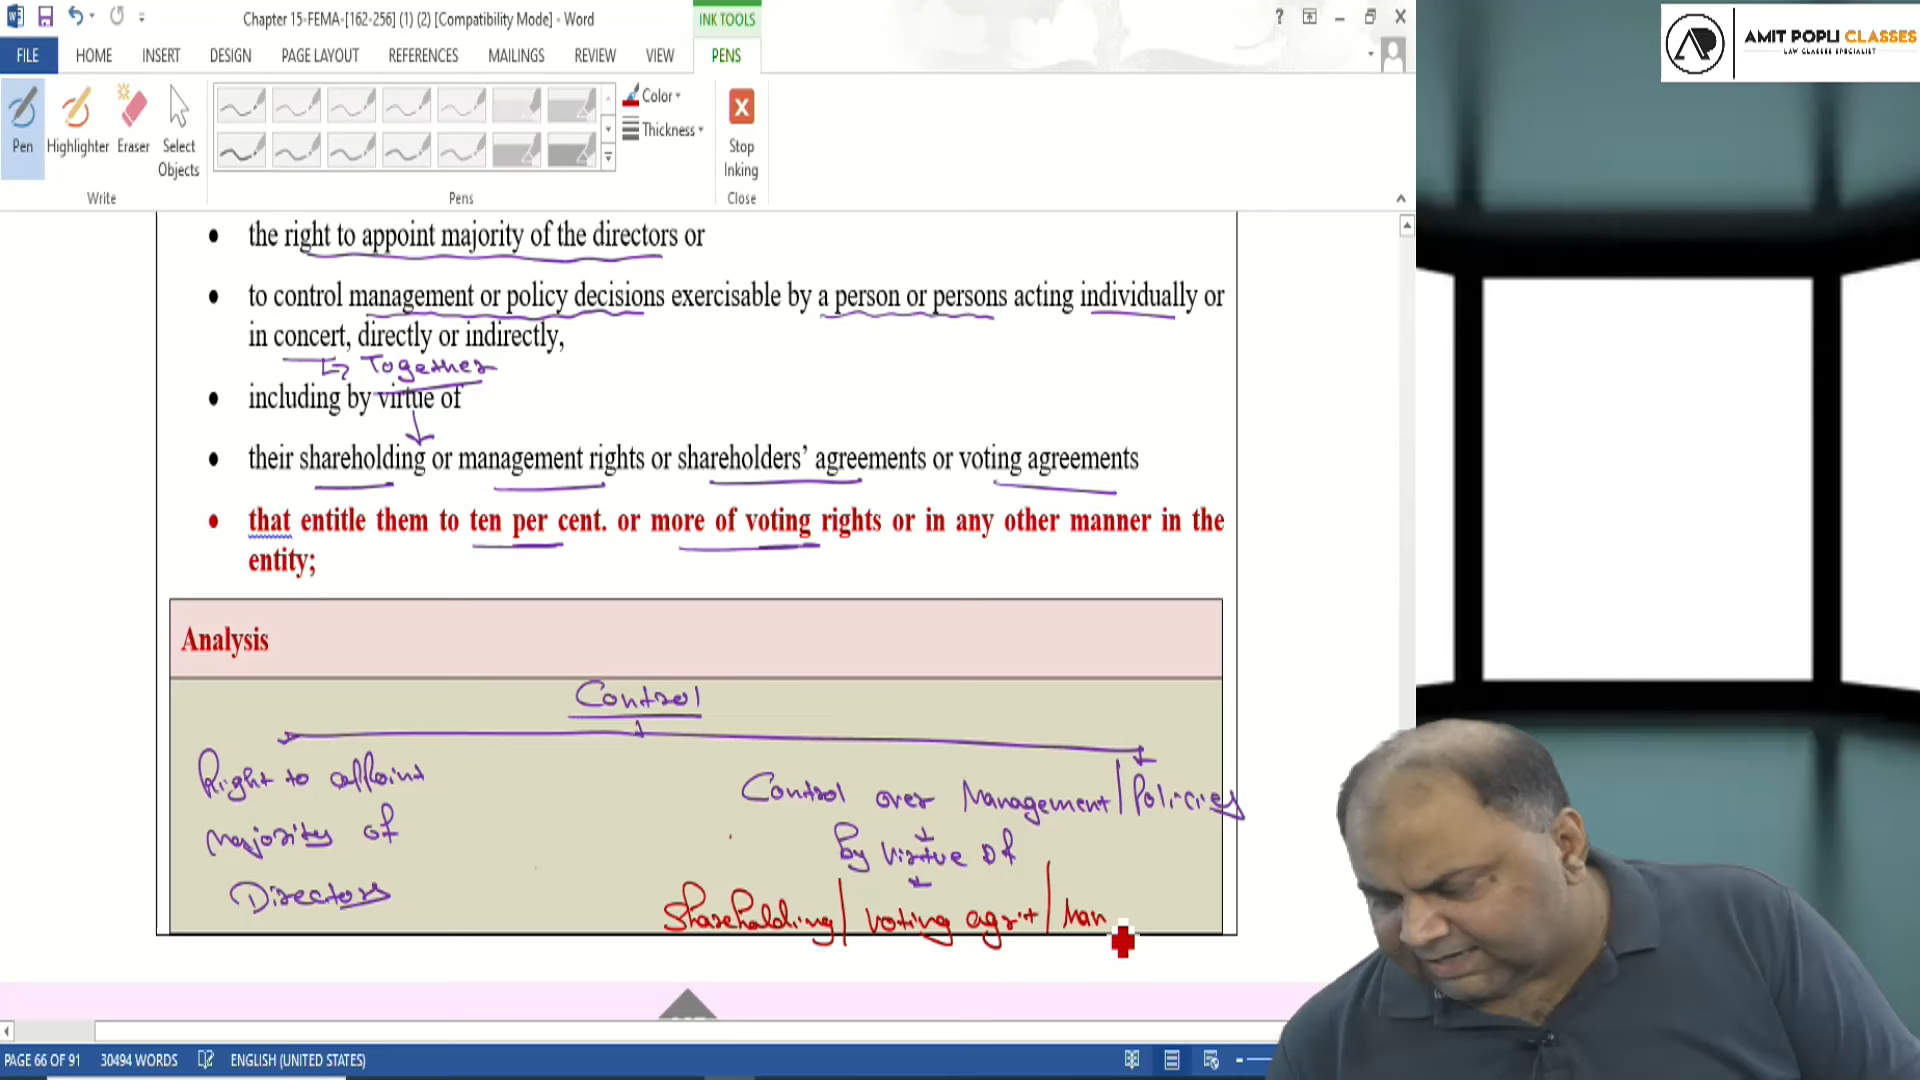 Chapter 15-FEMA-[162-256] (1) (2) [Compatibility Mode] - Word
INK TOOLS
FILE HOME INSERT DESIGN PAGE LAYOUT REFERENCES MAILINGS REVIEW VIEW PENS
AMIT POPLI CLASSES
LAW CLASSES SPECIALIST
Pen Highlighter Eraser Select Objects
Color
Thickness
Stop Inking
Write Pens Close
• the right to appoint majority of the directors or
• to control management or policy decisions exercisable by a person or persons acting individually or
in concert, directly or indirectly,
Together
• including by virtue of
• their shareholding or management rights or shareholders’ agreements or voting agreements
• that entitle them to ten per cent. or more of voting rights or in any other manner in the
entity;
Analysis
Control
Right to appoint
majority of
Directors
Control over Management | Policies
by virtue of
Shareholding | voting agrt | Man
PAGE 66 OF 91 30494 WORDS ENGLISH (UNITED STATES)